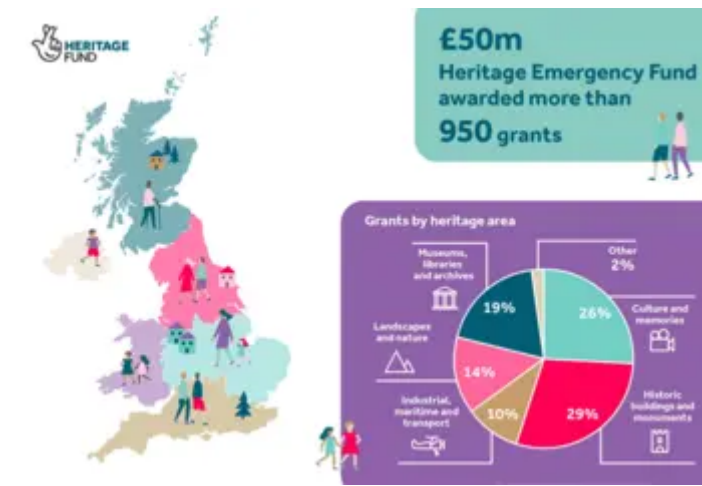 HERITAGE
FUND
£50m
Heritage Emergency Fund
awarded more than
950 grants
Grants by heritage area
Museums,
libraries
and archives
Other
2%
19%
26%
Culture and
memories
Landscapes
and nature
14%
Industrial,
maritime and
transport
10%
29%
Historic
buildings and
monuments